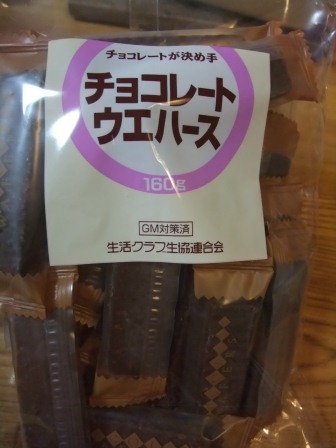 チョコレートが決め手
チョコレート
ウエハース
160g
GM対策済
生活クラブ生協連合会